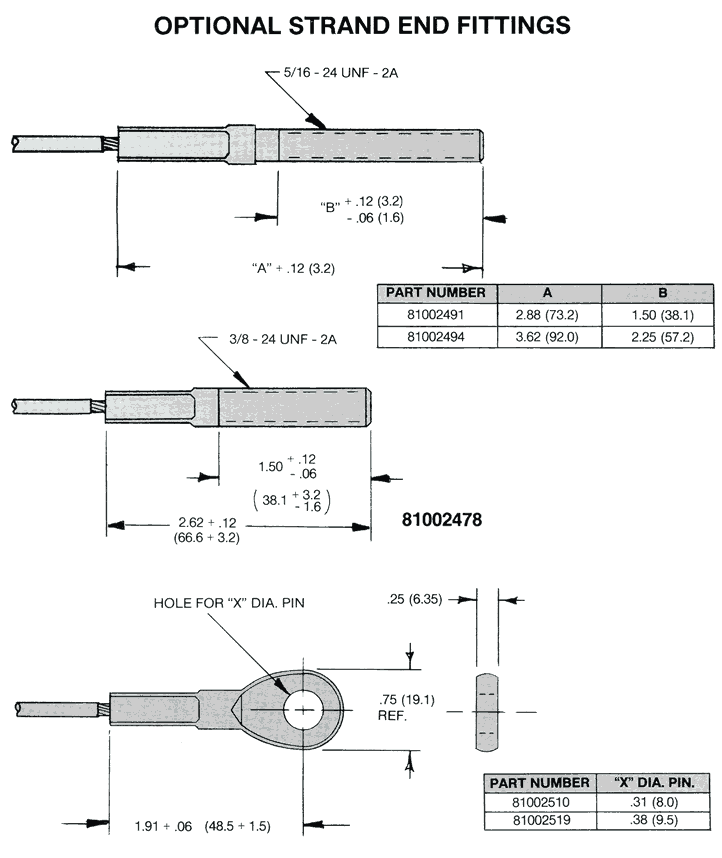 OPTIONAL STRAND END FITTINGS
5/16 - 24 UNF - 2A
"B" + .12 (3.2)
- .06 (1.6)
"A" + .12 (3.2)
PART NUMBER A B
81002491 2.88 (73.2) 1.50 (38.1)
81002494 3.62 (92.0) 2.25 (57.2)
3/8 - 24 UNF - 2A
1.50 + .12
- .06
(38.1 + 3.2
- 1.6)
2.62 + .12
(66.6 + 3.2)
81002478
HOLE FOR "X" DIA. PIN
.25 (6.35)
.75 (19.1)
REF.
PART NUMBER "X" DIA. PIN.
81002510 .31 (8.0)
81002519 .38 (9.5)
1.91 + .06 (48.5 + 1.5)